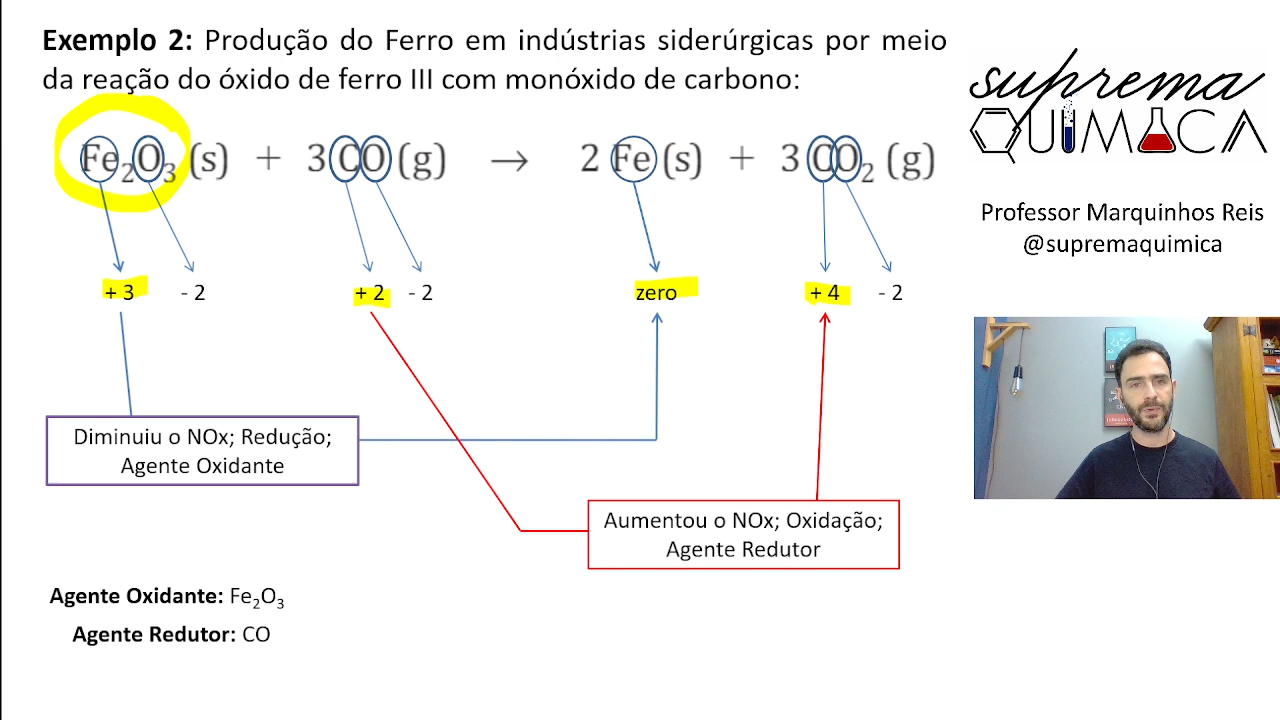 Exemplo 2: Produção do Ferro em indústrias siderúrgicas por meio
da reação do óxido de ferro III com monóxido de carbono:
Fe₂O₃ (s) + 3CO (g) → 2 Fe (s) + 3 CO₂ (g)
+ 3 - 2 + 2 - 2 zero + 4 - 2
Diminuiu o NOx; Redução;
Agente Oxidante
Aumentou o NOx; Oxidação;
Agente Redutor
Agente Oxidante: Fe₂O₃
Agente Redutor: CO
suprema
QUIMICA
Professor Marquinhos Reis
@supremaquimica